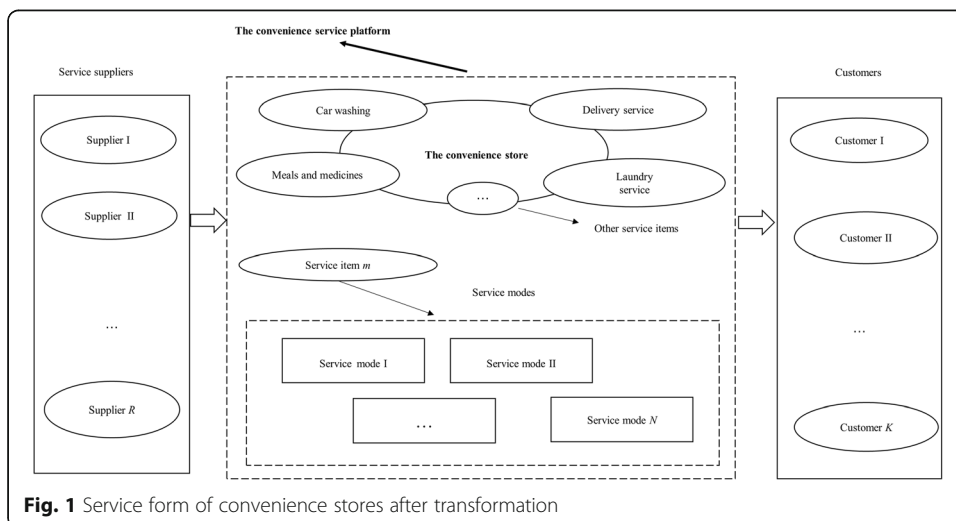 The convenience service platform
Service suppliers
Customers
Supplier I
Supplier II
...
Supplier R
Car washing
Delivery service
The convenience store
Meals and medicines
Laundry
service
...
Other service items
Service item m
Service modes
Service mode I
Service mode II
...
Service mode N
Customer I
Customer II
...
Customer K
Fig. 1 Service form of convenience stores after transformation